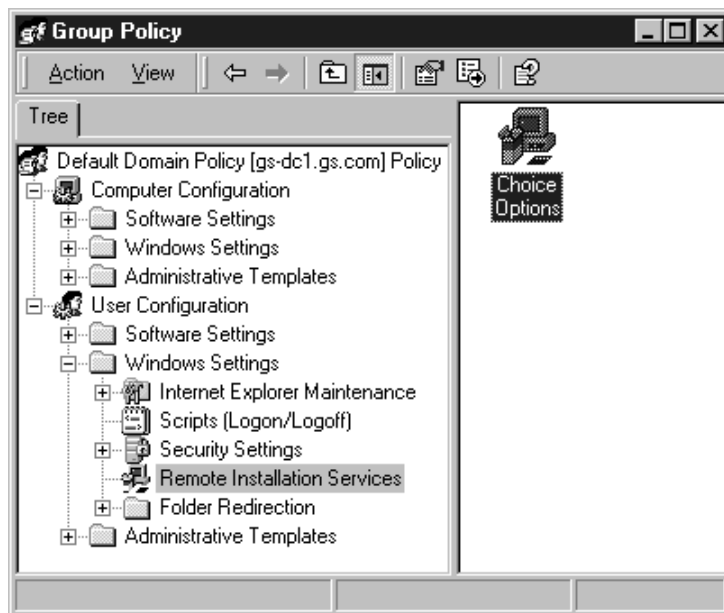 Group Policy
Action View
Tree
Default Domain Policy [gs-dc1.gs.com] Policy
Computer Configuration
Software Settings
Windows Settings
Administrative Templates
User Configuration
Software Settings
Windows Settings
Internet Explorer Maintenance
Scripts (Logon/Logoff)
Security Settings
Remote Installation Services
Folder Redirection
Administrative Templates
Choice
Options